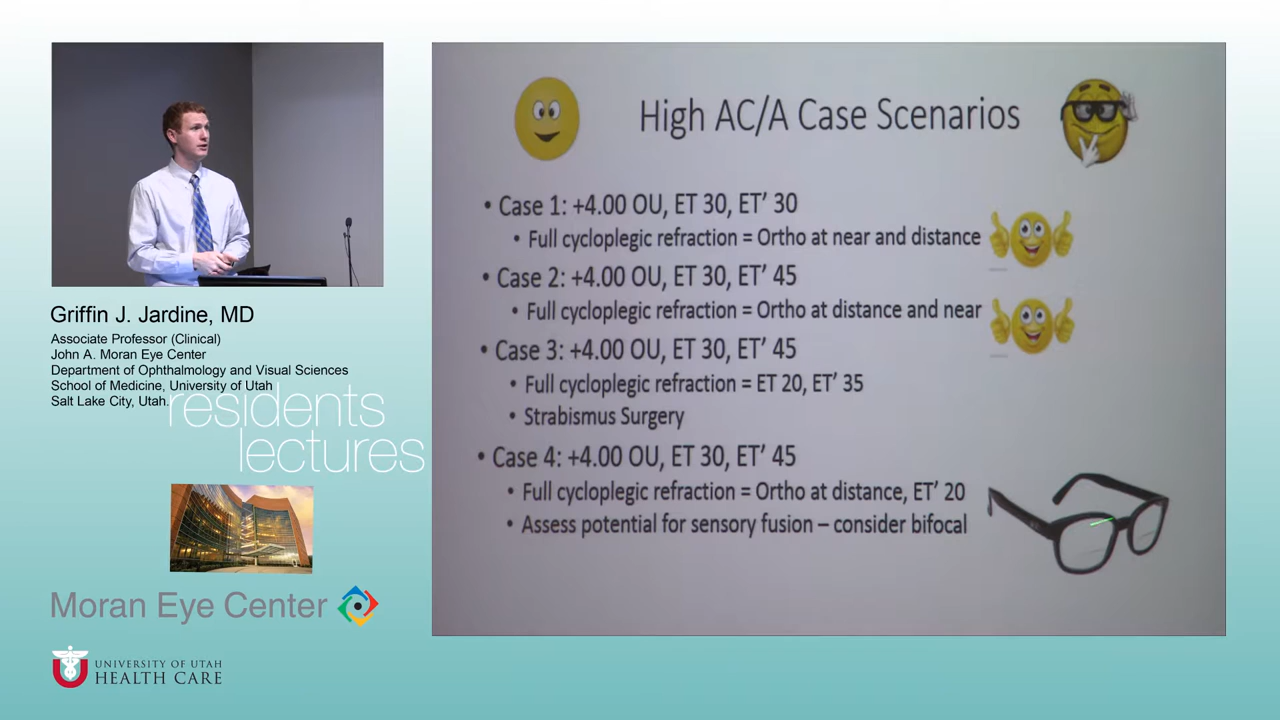 Griffin J. Jardine, MD
Associate Professor (Clinical)
John A. Moran Eye Center
Department of Ophthalmology and Visual Sciences
School of Medicine, University of Utah
Salt Lake City, Utah.
residents
lectures
Moran Eye Center
UNIVERSITY OF UTAH
HEALTH CARE
High AC/A Case Scenarios
• Case 1: +4.00 OU, ET 30, ET’ 30
• Full cycloplegic refraction = Ortho at near and distance
• Case 2: +4.00 OU, ET 30, ET’ 45
• Full cycloplegic refraction = Ortho at distance and near
• Case 3: +4.00 OU, ET 30, ET’ 45
• Full cycloplegic refraction = ET 20, ET’ 35
• Strabismus Surgery
• Case 4: +4.00 OU, ET 30, ET’ 45
• Full cycloplegic refraction = Ortho at distance, ET’ 20
• Assess potential for sensory fusion – consider bifocal